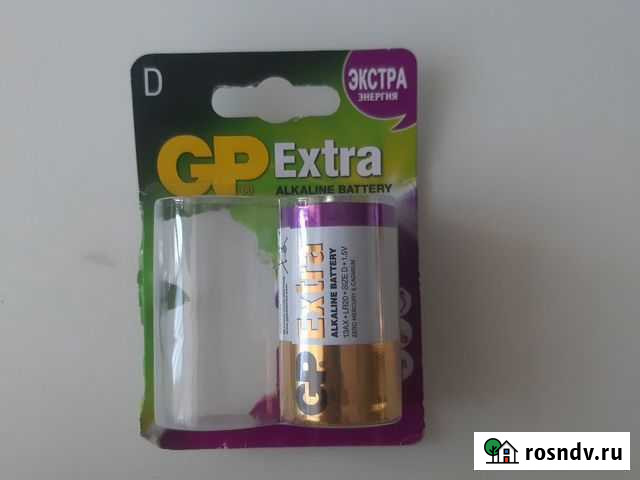 D
ЭКСТРА
ЭНЕРГИЯ
GP Extra
ALKALINE BATTERY
GP Extra
ALKALINE BATTERY
13AX • LR20 • SIZE D • 1.5V
ZERO MERCURY & CADMIUM
rosndv.ru